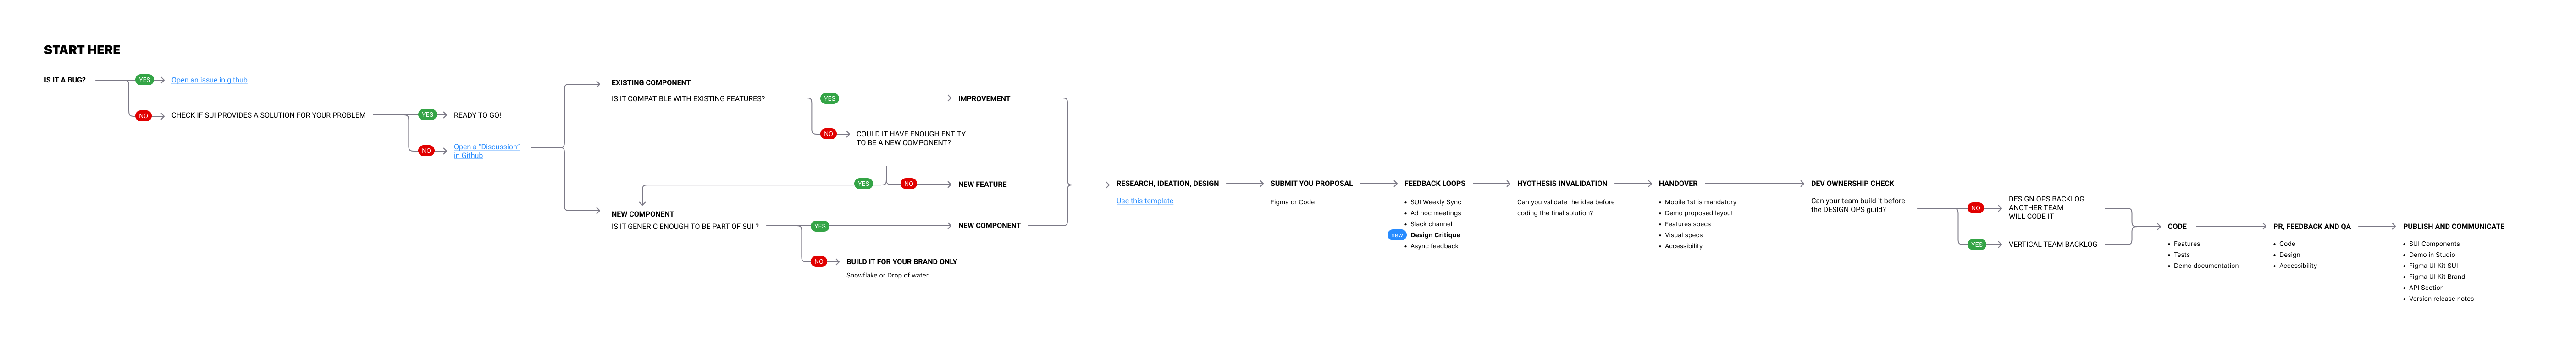 START HERE
IS IT A BUG?
YES
Open an issue in github
NO
CHECK IF SUI PROVIDES A SOLUTION FOR YOUR PROBLEM
YES
READY TO GO!
NO
Open a "Discussion"
in Github
EXISTING COMPONENT
IS IT COMPATIBLE WITH EXISTING FEATURES?
YES
IMPROVEMENT
NO
COULD IT HAVE ENOUGH ENTITY
TO BE A NEW COMPONENT?
YES
NO
NEW FEATURE
NEW COMPONENT
IS IT GENERIC ENOUGH TO BE PART OF SUI ?
YES
NEW COMPONENT
NO
BUILD IT FOR YOUR BRAND ONLY
Snowflake or Drop of water
RESEARCH, IDEATION, DESIGN
Use this template
SUBMIT YOU PROPOSAL
Figma or Code
FEEDBACK LOOPS
• SUI Weekly Sync
• Ad hoc meetings
• Slack channel
new • Design Critique
• Async feedback
HYOTHESIS INVALIDATION
Can you validate the idea before
coding the final solution?
HANDOVER
• Mobile 1st is mandatory
• Demo proposed layout
• Features specs
• Visual specs
• Accessibility
DEV OWNERSHIP CHECK
Can your team build it before
the DESIGN OPS guild?
NO
DESIGN OPS BACKLOG
ANOTHER TEAM
WILL CODE IT
YES
VERTICAL TEAM BACKLOG
CODE
• Features
• Tests
• Demo documentation
PR, FEEDBACK AND QA
• Code
• Design
• Accessibility
PUBLISH AND COMMUNICATE
• SUI Components
• Demo in Studio
• Figma UI Kit SUI
• Figma UI Kit Brand
• API Section
• Version release notes